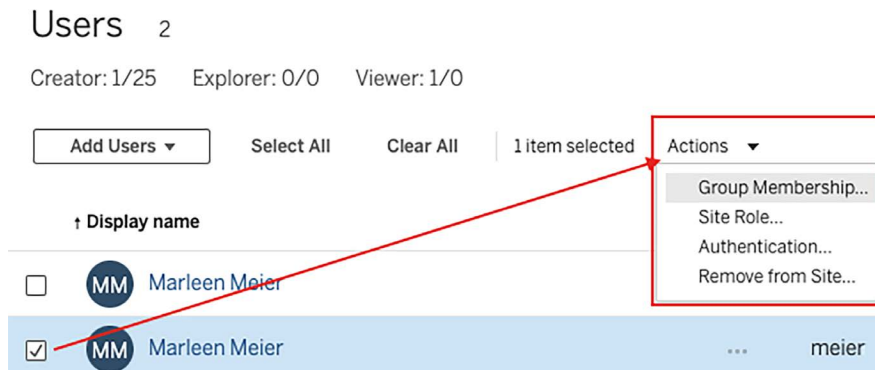 Users 2
Creator: 1/25 Explorer: 0/0 Viewer: 1/0
Add Users ▾ Select All Clear All 1 item selected Actions ▾
Group Membership...
Site Role...
Authentication...
Remove from Site...
↑ Display name
MM Marleen Meier
MM Marleen Meier ... meier